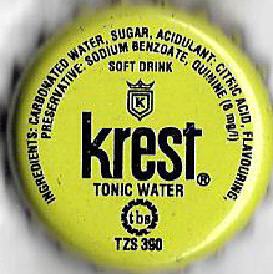 INGREDIENTS: CARBONATED WATER, SUGAR, ACIDULANT: CITRIC ACID, FLAVOURING,
PRESERVATIVE: SODIUM BENZOATE, QUININE (8 mg/l)
SOFT DRINK
K
krest®
TONIC WATER
tbs
TZS 390